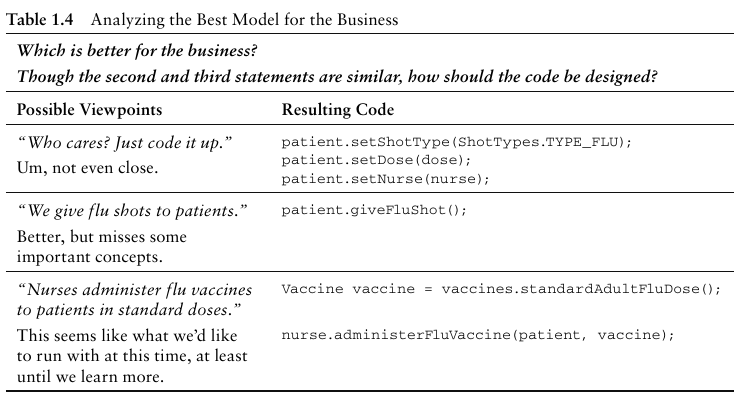 Table 1.4 Analyzing the Best Model for the Business
Which is better for the business?
Though the second and third statements are similar, how should the code be designed?
Possible Viewpoints Resulting Code
“Who cares? Just code it up.” patient.setShotType(ShotTypes.TYPE_FLU);
Um, not even close. patient.setDose(dose);
patient.setNurse(nurse);
“We give flu shots to patients.” patient.giveFluShot();
Better, but misses some
important concepts.
“Nurses administer flu vaccines Vaccine vaccine = vaccines.standardAdultFluDose();
to patients in standard doses.”
This seems like what we’d like nurse.administerFluVaccine(patient, vaccine);
to run with at this time, at least
until we learn more.